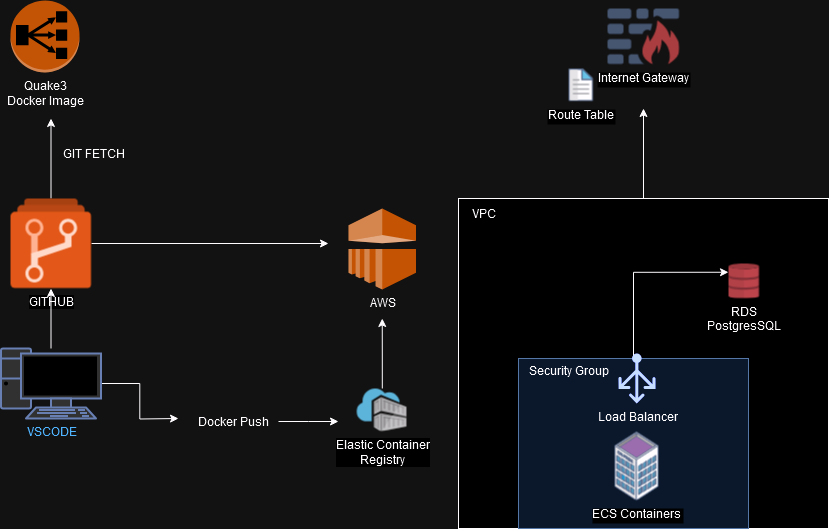 Quake3
Docker Image
GIT FETCH
GITHUB
VSCODE
Docker Push
Elastic Container
Registry
AWS
Internet Gateway
Route Table
VPC
RDS
PostgresSQL
Security Group
Load Balancer
ECS Containers